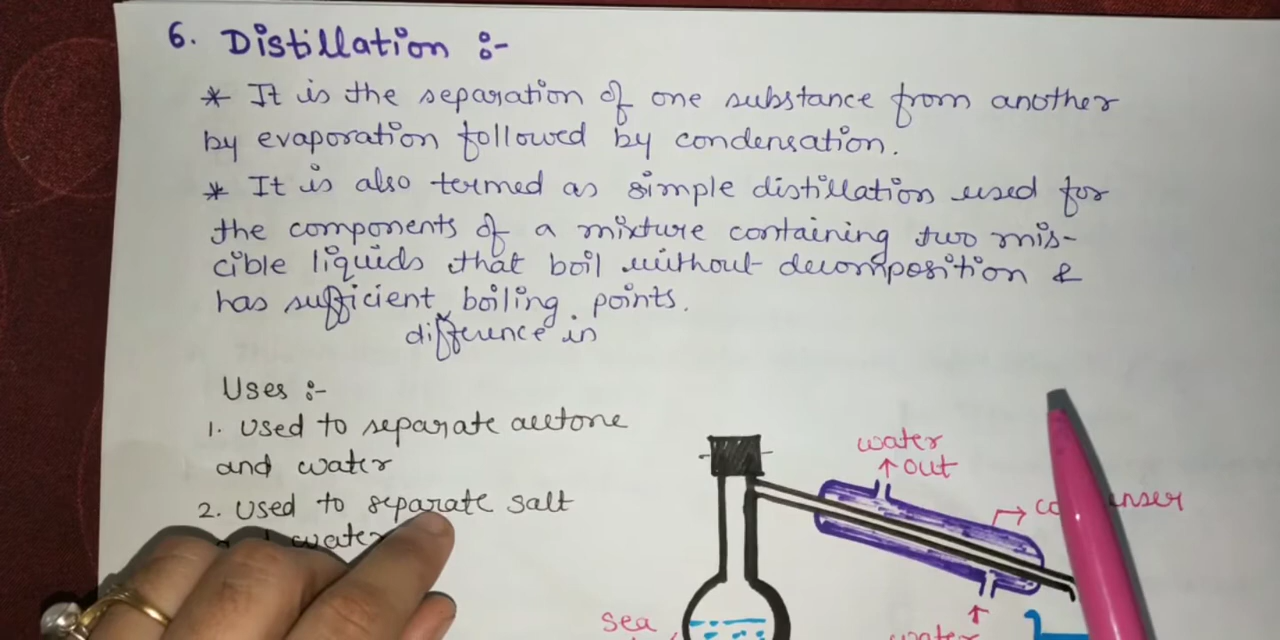 6. Distillation :-
* It is the separation of one substance from another
by evaporation followed by condensation.
* It is also termed as simple distillation used for
the components of a mixture containing two mis-
cible liquids that boil without decomposition &
has sufficient boiling points.
difference in
Uses :-
1. Used to separate acetone
and water
2. Used to separate salt
water
water
↑ out
sea
water